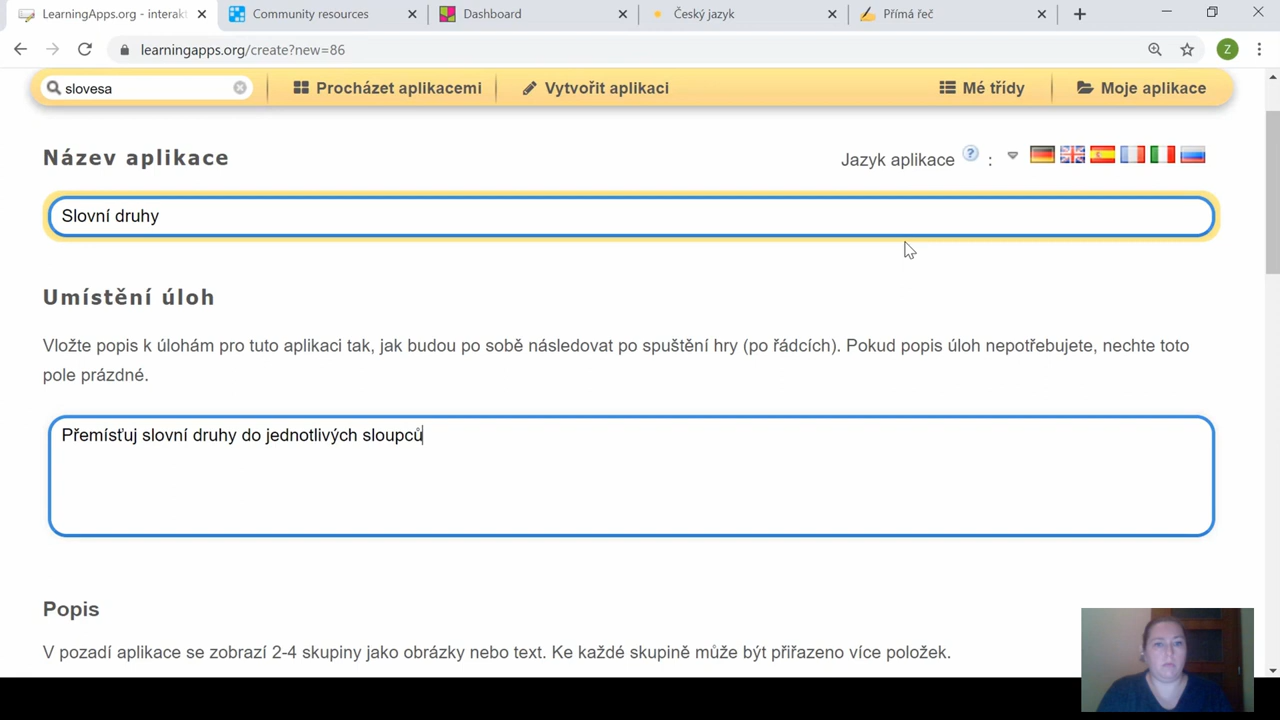 LearningApps.org - interak
Community resources
Dashboard
Český jazyk
Přímá řeč
learningapps.org/create?new=86
Z
slovesa
Procházet aplikacemi
Vytvořit aplikaci
Mé třídy
Moje aplikace
Název aplikace
Jazyk aplikace ? :
Slovní druhy
Umístění úloh
Vložte popis k úlohám pro tuto aplikaci tak, jak budou po sobě následovat po spuštění hry (po řádcích). Pokud popis úloh nepotřebujete, nechte toto
pole prázdné.
Přemísťuj slovní druhy do jednotlivých sloupců
Popis
V pozadí aplikace se zobrazí 2-4 skupiny jako obrázky nebo text. Ke každé skupině může být přiřazeno více položek.